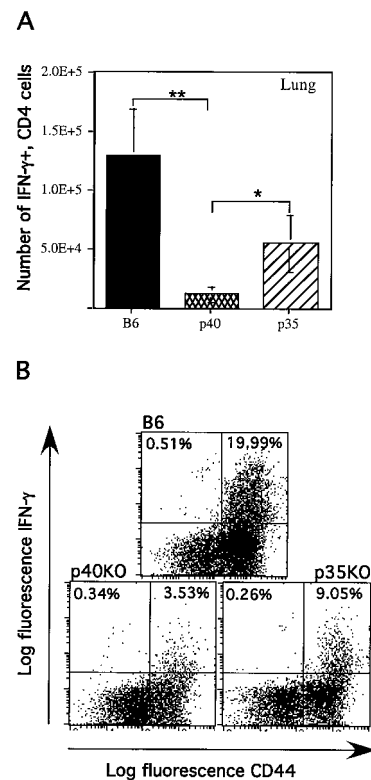 A
Number of IFN-γ+, CD4 cells
2.0E+5
1.5E+5
1.0E+5
5.0E+4
Lung
**
*
B6
p40
p35
B
B6
0.51% 19,99%
p40KO p35KO
0.34% 3.53% 0.26% 9.05%
Log fluorescence IFN-γ
Log fluorescence CD44